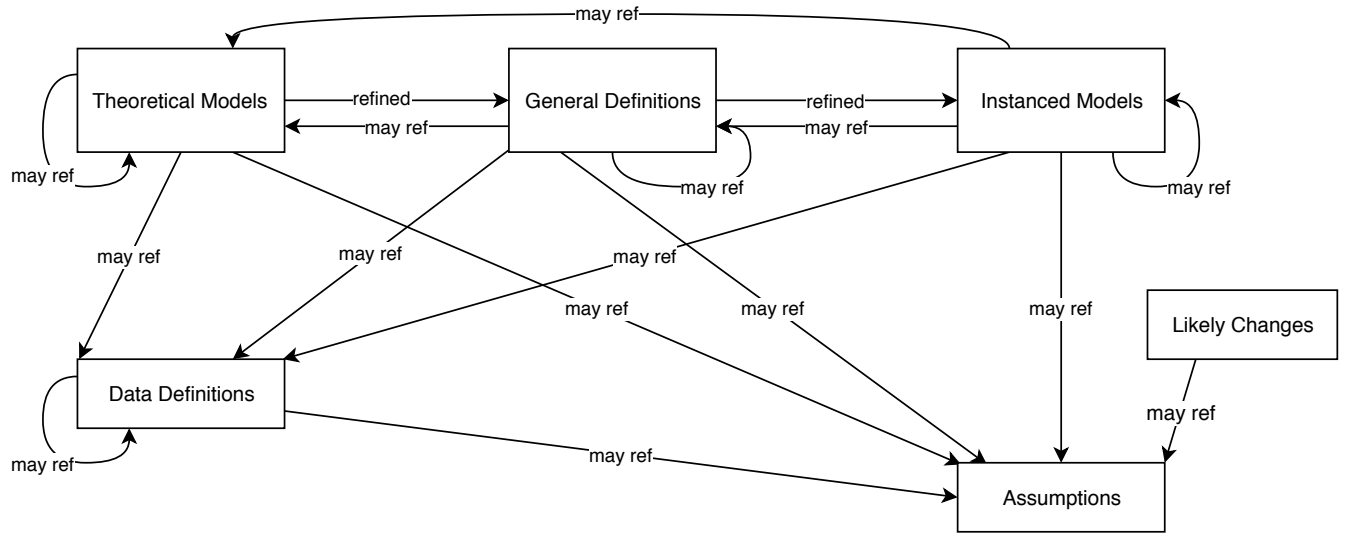 may ref
Theoretical Models
refined
General Definitions
refined
Instanced Models
may ref
may ref
may ref
may ref
may ref
may ref
may ref
may ref
may ref
may ref
may ref
Likely Changes
Data Definitions
may ref
may ref
may ref
may ref
Assumptions